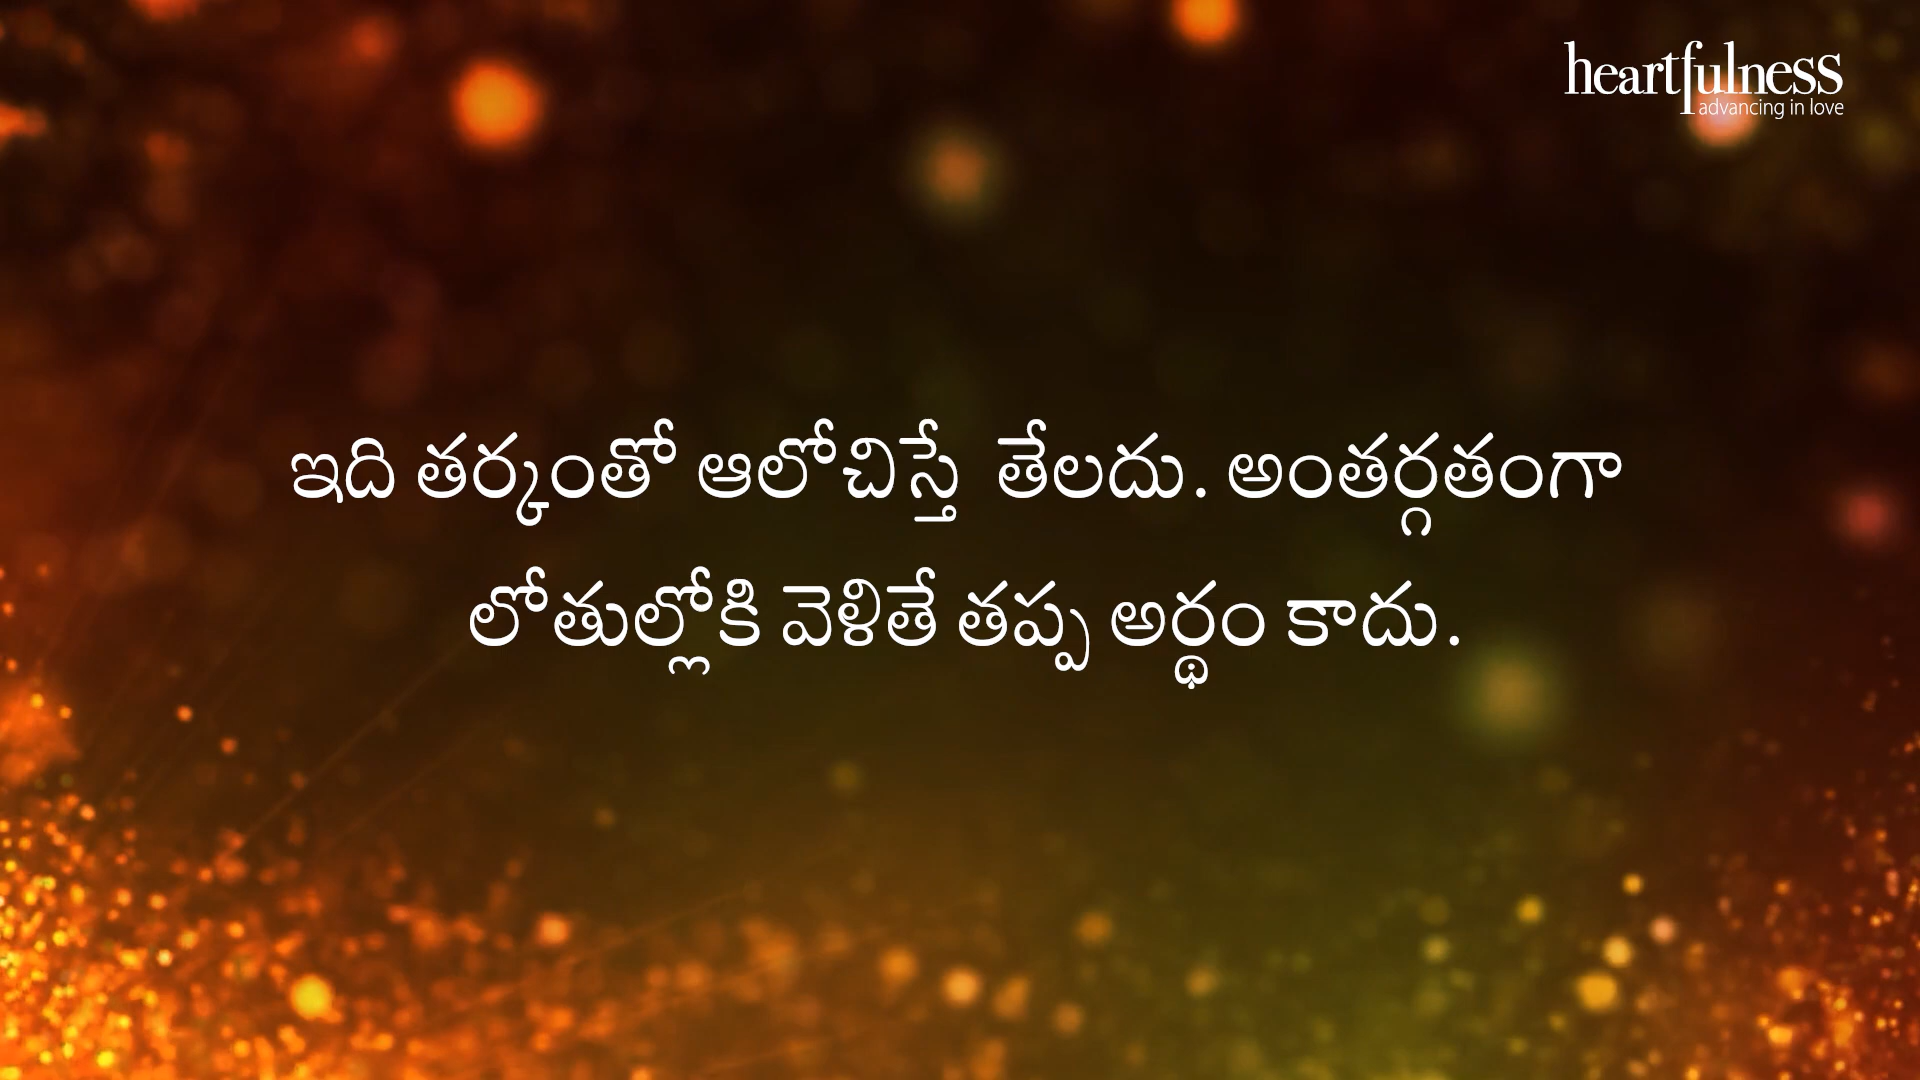 heartfulness
advancing in love
ఇది తర్కంతో ఆలోచిస్తే తేలదు. అంతర్గతంగా
లోతుల్లోకి వెళితే తప్ప అర్థం కాదు.